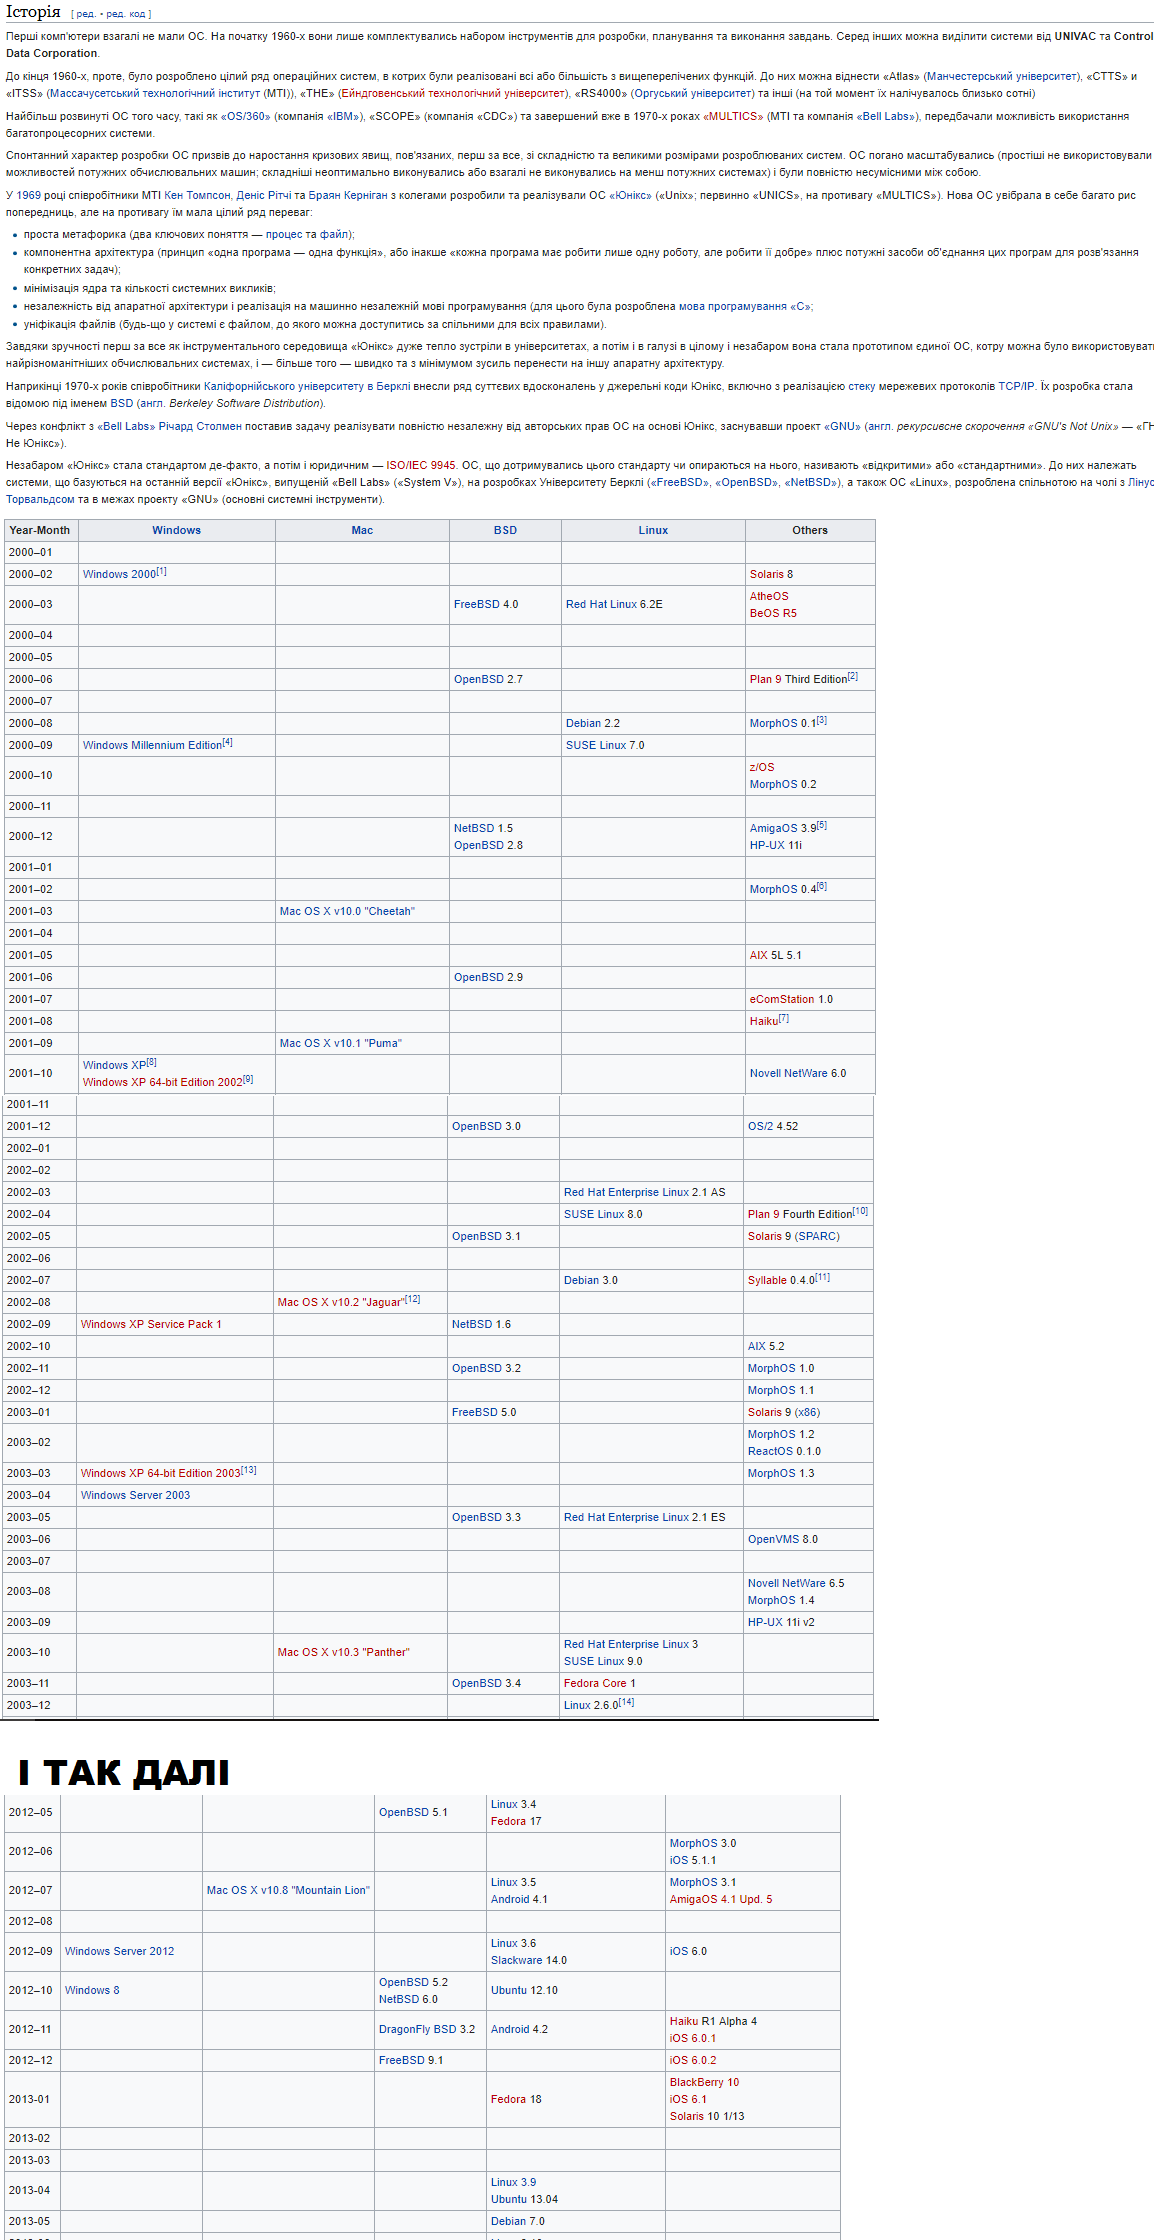 Історія [ ред. • ред. код ]
Перші комп'ютери взагалі не мали ОС. На початку 1960-х вони лише комплектувались набором інструментів для розробки, планування та виконання завдань. Серед інших можна виділити системи від UNIVAC та Control
Data Corporation.
До кінця 1960-х, проте, було розроблено цілий ряд операційних систем, в котрих були реалізовані всі або більшість з вищеперелічених функцій. До них можна віднести «Atlas» (Манчестерський університет), «CTTS» и
«ITSS» (Массачусетський технологічний інститут (МТІ)), «THE» (Ейндговенський технологічний університет), «RS4000» (Оргуський університет) та інші (на той момент їх налічувалось близько сотні)
Найбільш розвинуті ОС того часу, такі як «OS/360» (компанія «IBM»), «SCOPE» (компанія «CDC») та завершений вже в 1970-х роках «MULTICS» (МТІ та компанія «Bell Labs»), передбачали можливість використання
багатопроцесорних системи.
Спонтанний характер розробки ОС призвів до наростання кризових явищ, пов'язаних, перш за все, зі складністю та великими розмірами розроблюваних систем. ОС погано масштабувались (простіші не використовували
можливостей потужних обчислювальних машин; складніші неоптимально виконувались або взагалі не виконувались на менш потужних системах) і були повністю несумісними між собою.
У 1969 році співробітники МТІ Кен Томпсон, Деніс Рітчі та Браян Керніган з колегами розробили та реалізували ОС «Юнікс» («Unix»; первинно «UNICS», на противагу «MULTICS»). Нова ОС увібрала в себе багато рис
попередниць, але на противагу їм мала цілий ряд переваг:
• проста метафорика (два ключових поняття — процес та файл);
• компонентна архітектура (принцип «одна програма — одна функція», або інакше «кожна програма має робити лише одну роботу, але робити її добре» плюс потужні засоби об'єднання цих програм для розв'язання
конкретних задач);
• мінімізація ядра та кількості системних викликів;
• незалежність від апаратної архітектури і реалізація на машинно незалежній мові програмування (для цього була розроблена мова програмування «С»;
• уніфікація файлів (будь-що у системі є файлом, до якого можна доступитись за спільними для всіх правилами).
Завдяки зручності перш за все як інструментального середовища «Юнікс» дуже тепло зустріли в університетах, а потім і в галузі в цілому і незабаром вона стала прототипом єдиної ОС, котру можна було використовувати
найрізноманітніших обчислювальних системах, і — більше того — швидко та з мінімумом зусиль перенести на іншу апаратну архітектуру.
Наприкінці 1970-х років співробітники Каліфорнійського університету в Берклі внесли ряд суттєвих вдосконалень у джерельні коди Юнікс, включно з реалізацією стеку мережевих протоколів TCP/IP. Їх розробка стала
відомою під іменем BSD (англ. Berkeley Software Distribution).
Через конфлікт з «Bell Labs» Річард Столмен поставив задачу реалізувати повністю незалежну від авторських прав ОС на основі Юнікс, заснувавши проект «GNU» (англ. рекурсивсне скорочення «GNU's Not Unix» — «ГН
Не Юнікс»).
Незабаром «Юнікс» стала стандартом де-факто, а потім і юридичним — ISO/IEC 9945. ОС, що дотримувались цього стандарту чи опираються на нього, називають «відкритими» або «стандартними». До них належать
системи, що базуються на останній версії «Юнікс», випущеній «Bell Labs» («System V»), на розробках Університету Берклі («FreeBSD», «OpenBSD», «NetBSD»), а також ОС «Linux», розроблена спільнотою на чолі з Лінус
Торвальдсом та в межах проекту «GNU» (основні системні інструменти).
Year-Month Windows Mac BSD Linux Others
2000–01
2000–02 Windows 2000[1] Solaris 8
2000–03 FreeBSD 4.0 Red Hat Linux 6.2E AtheOS
BeOS R5
2000–04
2000–05
2000–06 OpenBSD 2.7 Plan 9 Third Edition[2]
2000–07
2000–08 Debian 2.2 MorphOS 0.1[3]
2000–09 Windows Millennium Edition[4] SUSE Linux 7.0
2000–10 z/OS
MorphOS 0.2
2000–11
2000–12 NetBSD 1.5 AmigaOS 3.9[5]
OpenBSD 2.8 HP-UX 11i
2001–01
2001–02 MorphOS 0.4[6]
2001–03 Mac OS X v10.0 "Cheetah"
2001–04
2001–05 AIX 5L 5.1
2001–06 OpenBSD 2.9
2001–07 eComStation 1.0
2001–08 Haiku[7]
2001–09 Mac OS X v10.1 "Puma"
2001–10 Windows XP[8] Novell NetWare 6.0
Windows XP 64-bit Edition 2002[9]
2001–11
2001–12 OpenBSD 3.0 OS/2 4.52
2002–01
2002–02
2002–03 Red Hat Enterprise Linux 2.1 AS
2002–04 SUSE Linux 8.0 Plan 9 Fourth Edition[10]
2002–05 OpenBSD 3.1 Solaris 9 (SPARC)
2002–06
2002–07 Debian 3.0 Syllable 0.4.0[11]
2002–08 Mac OS X v10.2 "Jaguar"[12]
2002–09 Windows XP Service Pack 1 NetBSD 1.6
2002–10 AIX 5.2
2002–11 OpenBSD 3.2 MorphOS 1.0
2002–12 MorphOS 1.1
2003–01 FreeBSD 5.0 Solaris 9 (x86)
2003–02 MorphOS 1.2
ReactOS 0.1.0
2003–03 Windows XP 64-bit Edition 2003[13] MorphOS 1.3
2003–04 Windows Server 2003
2003–05 OpenBSD 3.3 Red Hat Enterprise Linux 2.1 ES
2003–06 OpenVMS 8.0
2003–07
2003–08 Novell NetWare 6.5
MorphOS 1.4
2003–09 HP-UX 11i v2
2003–10 Mac OS X v10.3 "Panther" Red Hat Enterprise Linux 3
SUSE Linux 9.0
2003–11 OpenBSD 3.4 Fedora Core 1
2003–12 Linux 2.6.0[14]
І ТАК ДАЛІ
2012–05 OpenBSD 5.1 Linux 3.4
Fedora 17
2012–06 MorphOS 3.0
iOS 5.1.1
2012–07 Mac OS X v10.8 "Mountain Lion" Linux 3.5 MorphOS 3.1
Android 4.1 AmigaOS 4.1 Upd. 5
2012–08
2012–09 Windows Server 2012 Linux 3.6 iOS 6.0
Slackware 14.0
2012–10 Windows 8 OpenBSD 5.2 Ubuntu 12.10
NetBSD 6.0
2012–11 DragonFly BSD 3.2 Android 4.2 Haiku R1 Alpha 4
iOS 6.0.1
2012–12 FreeBSD 9.1 iOS 6.0.2
2013-01 Fedora 18 BlackBerry 10
iOS 6.1
Solaris 10 1/13
2013-02
2013-03
2013-04 Linux 3.9
Ubuntu 13.04
2013-05 Debian 7.0